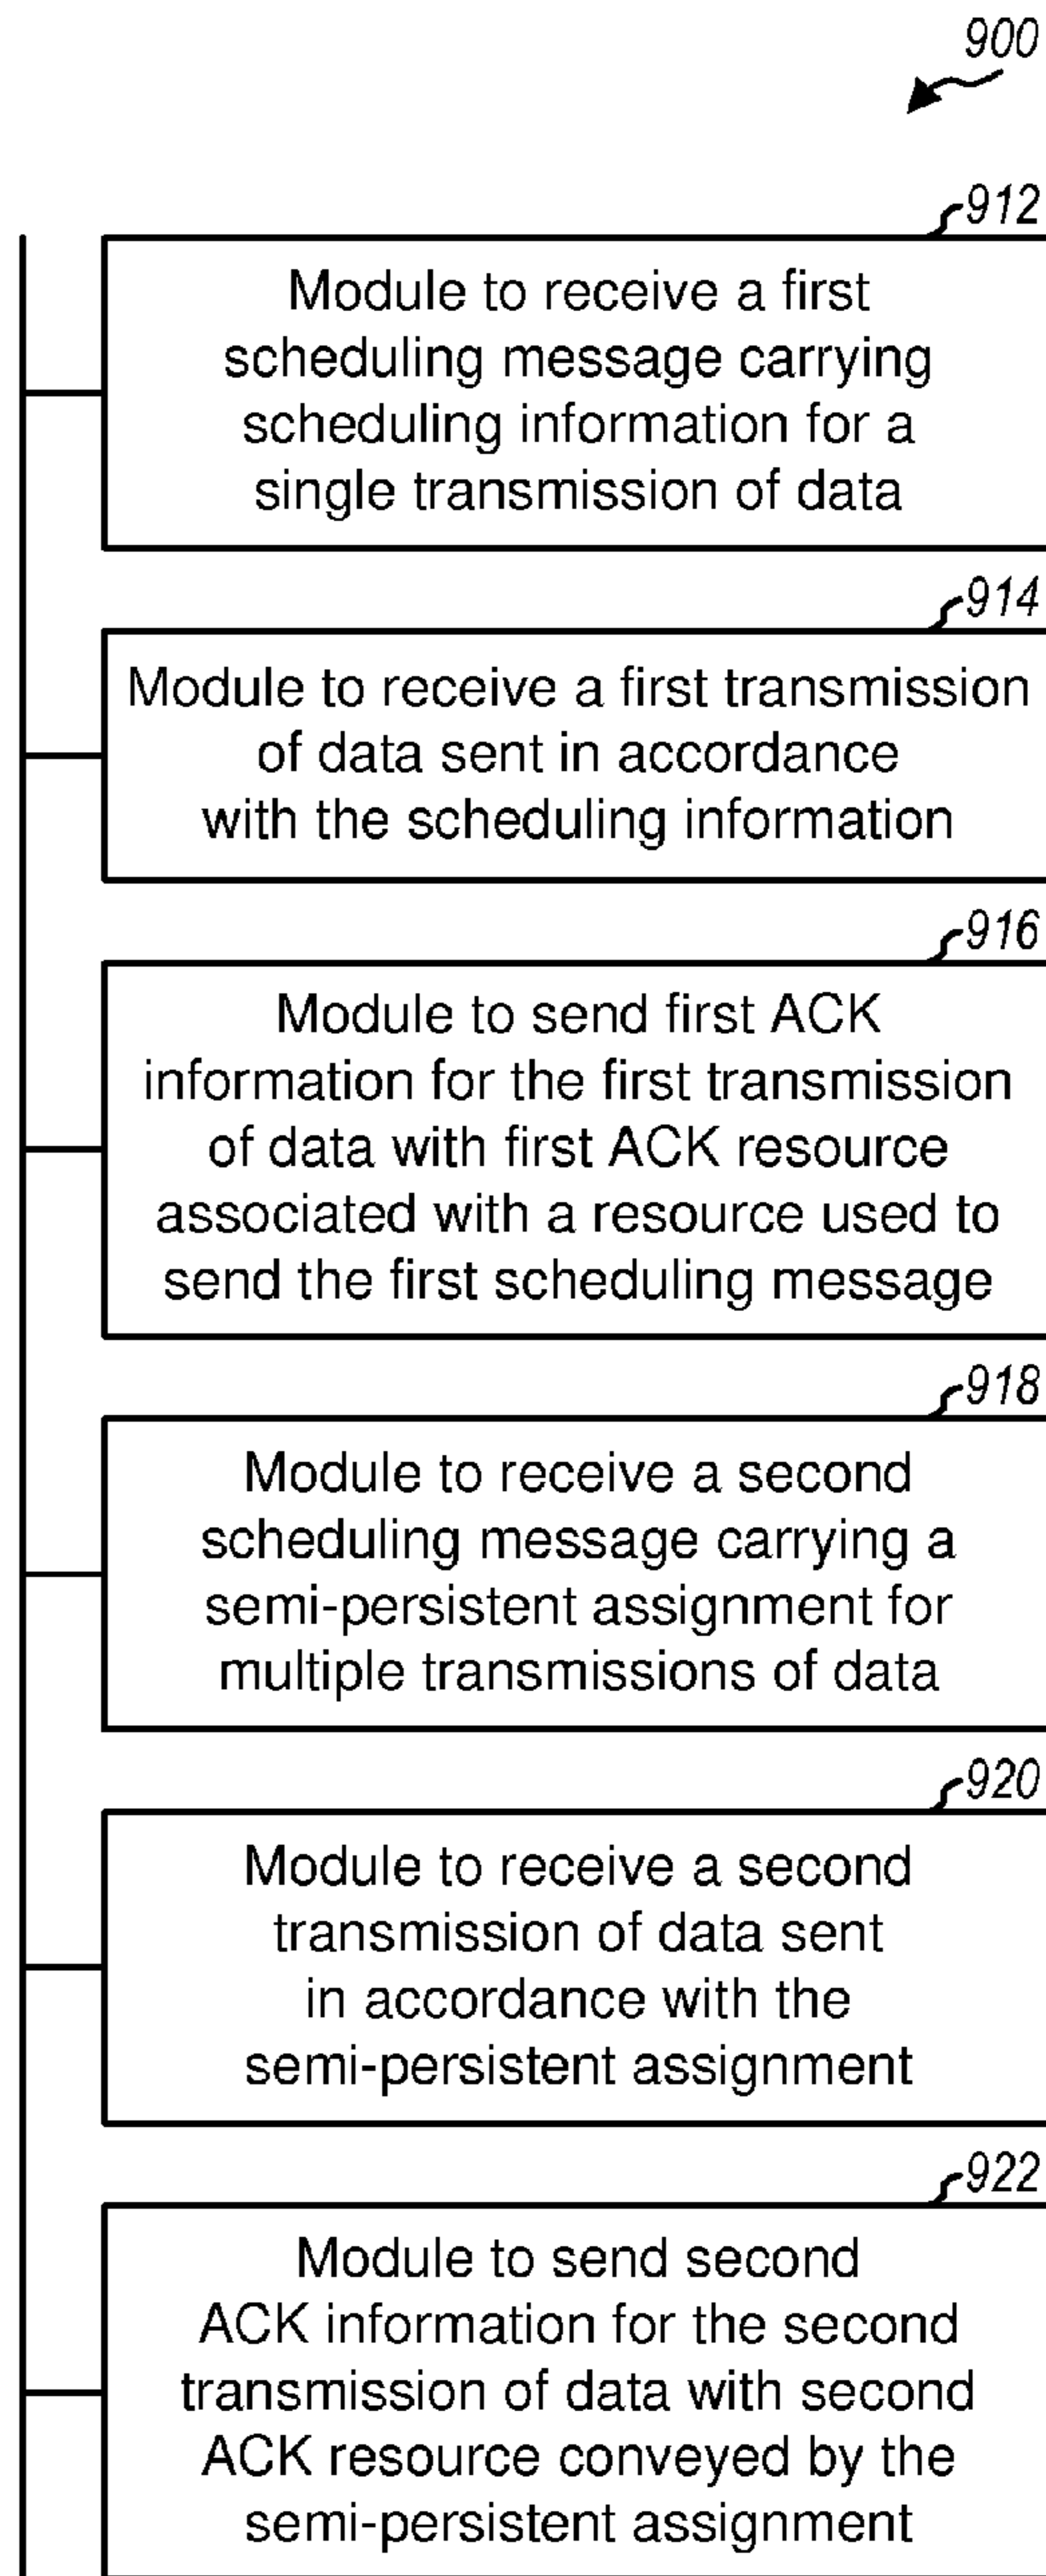 900
912
Module to receive a first
scheduling message carrying
scheduling information for a
single transmission of data
914
Module to receive a first transmission
of data sent in accordance
with the scheduling information
916
Module to send first ACK
information for the first transmission
of data with first ACK resource
associated with a resource used to
send the first scheduling message
918
Module to receive a second
scheduling message carrying a
semi-persistent assignment for
multiple transmissions of data
920
Module to receive a second
transmission of data sent
in accordance with the
semi-persistent assignment
922
Module to send second
ACK information for the second
transmission of data with second
ACK resource conveyed by the
semi-persistent assignment